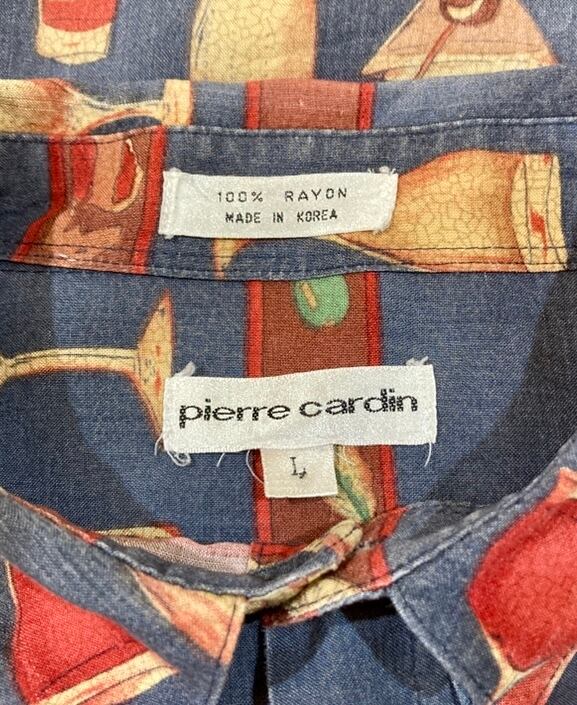 100% RAYON
MADE IN KOREA
pierre cardin
L